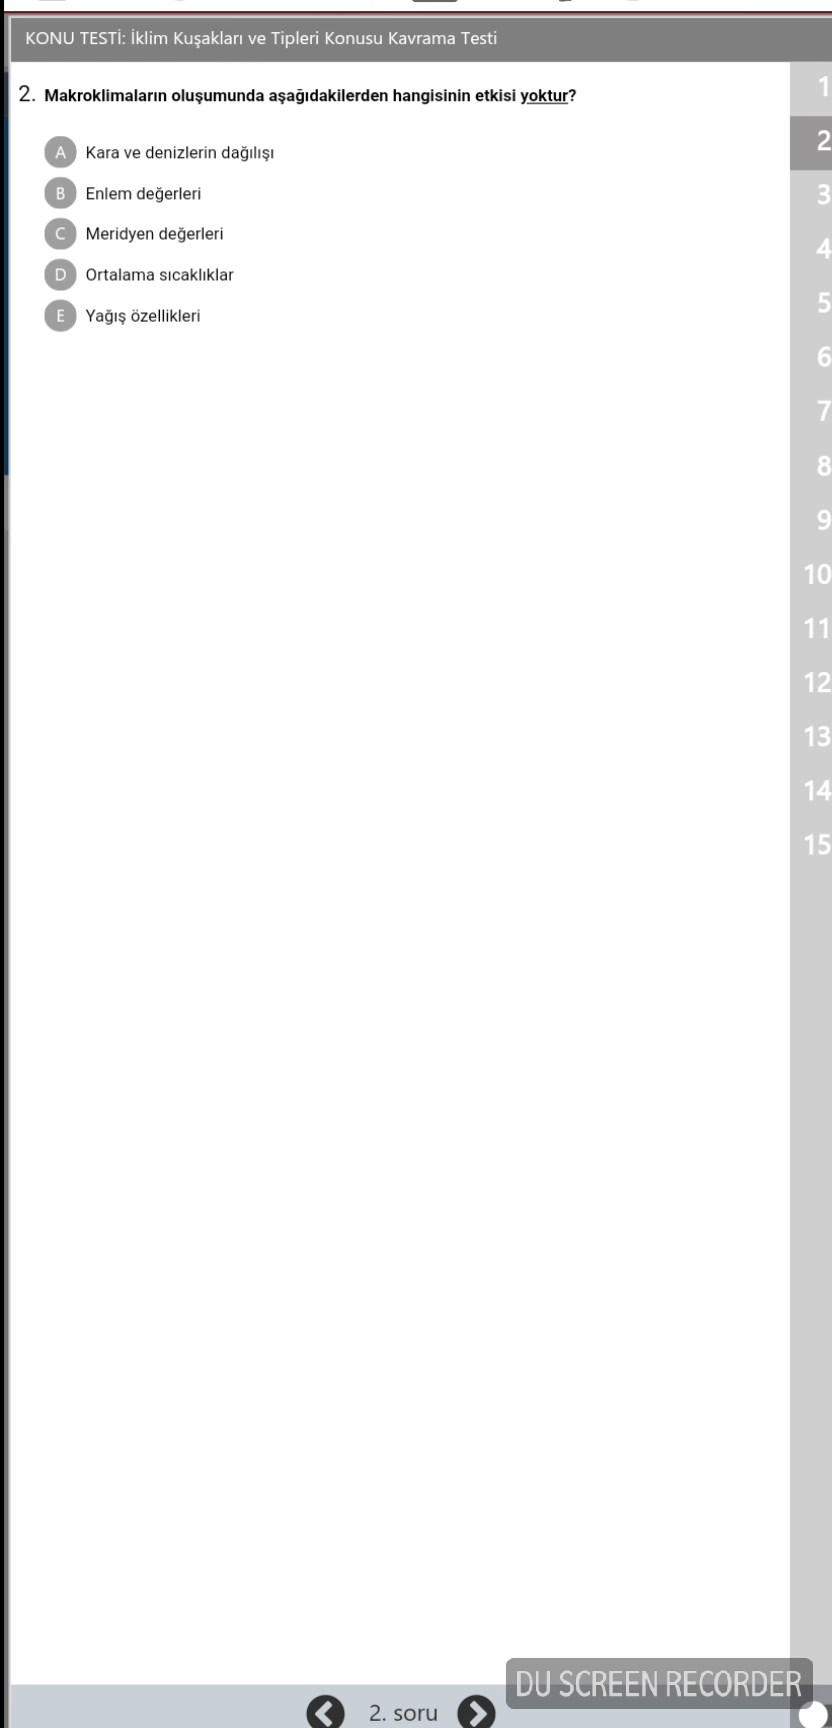 KONU TESTİ: İklim Kuşakları ve Tipleri Konusu Kavrama Testi
2. Makroklimaların oluşumunda aşağıdakilerden hangisinin etkisi yoktur?
A Kara ve denizlerin dağılışı
B Enlem değerleri
C Meridyen değerleri
D Ortalama sıcaklıklar
E Yağış özellikleri
1
2
3
4
5
6
7
8
9
10
11
12
13
14
15
DU SCREEN RECORDER
2. soru